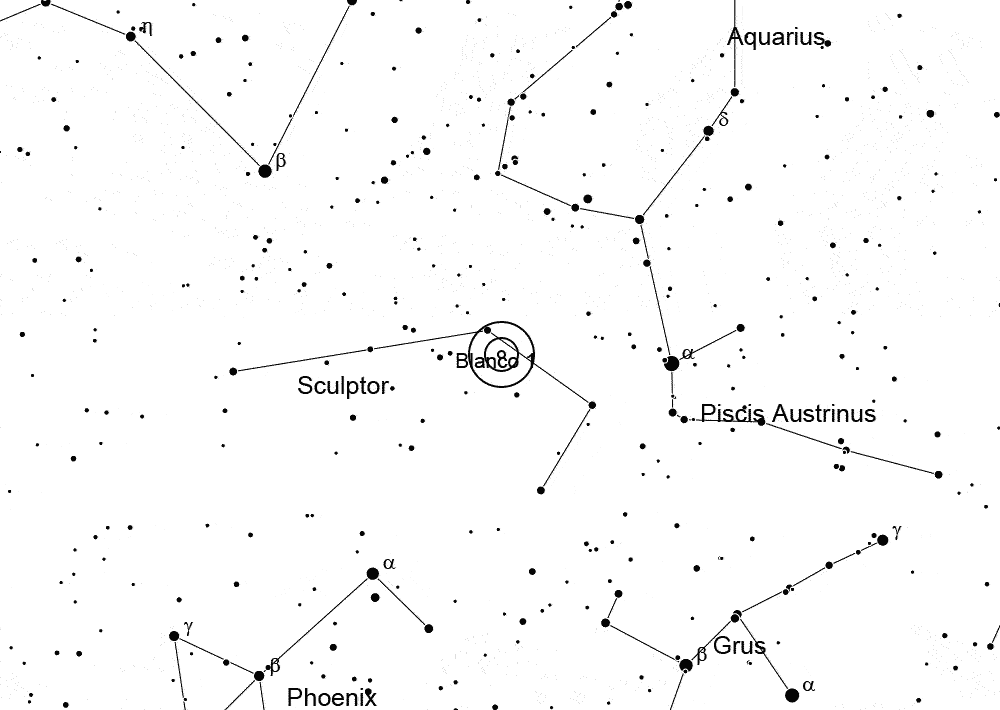 η
Aquarius
δ
β
α
Blanco 1
Sculptor
Piscis Austrinus
γ
α
γ
β
Grus
β
α
Phoenix